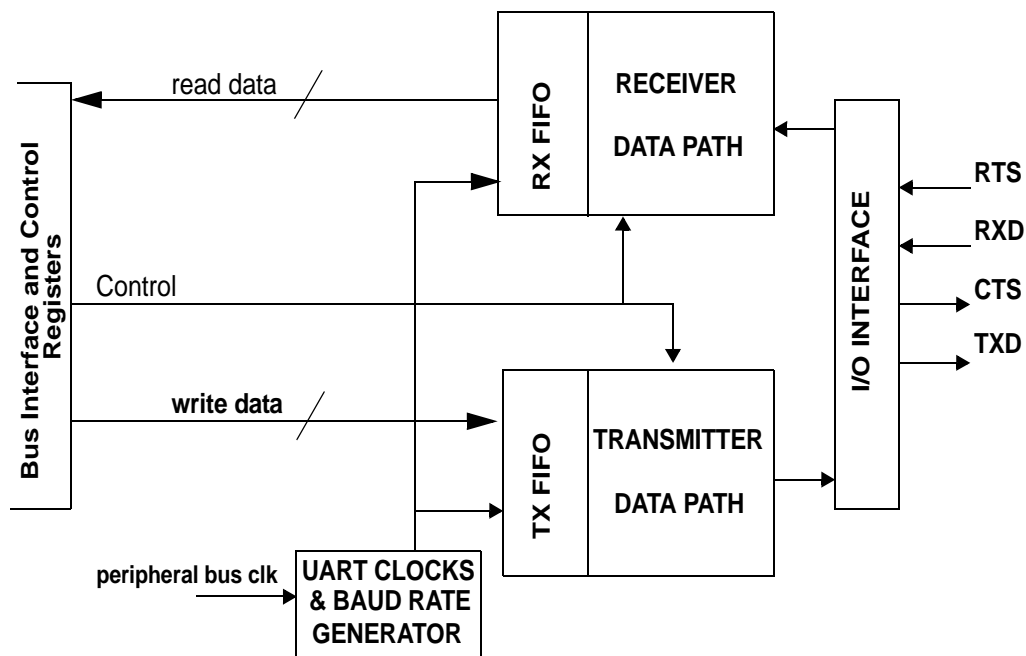 Bus Interface and Control
Registers
read data
Control
write data
peripheral bus clk
UART CLOCKS
& BAUD RATE
GENERATOR
RX FIFO
RECEIVER
DATA PATH
TX FIFO
TRANSMITTER
DATA PATH
I/O INTERFACE
RTS
RXD
CTS
TXD